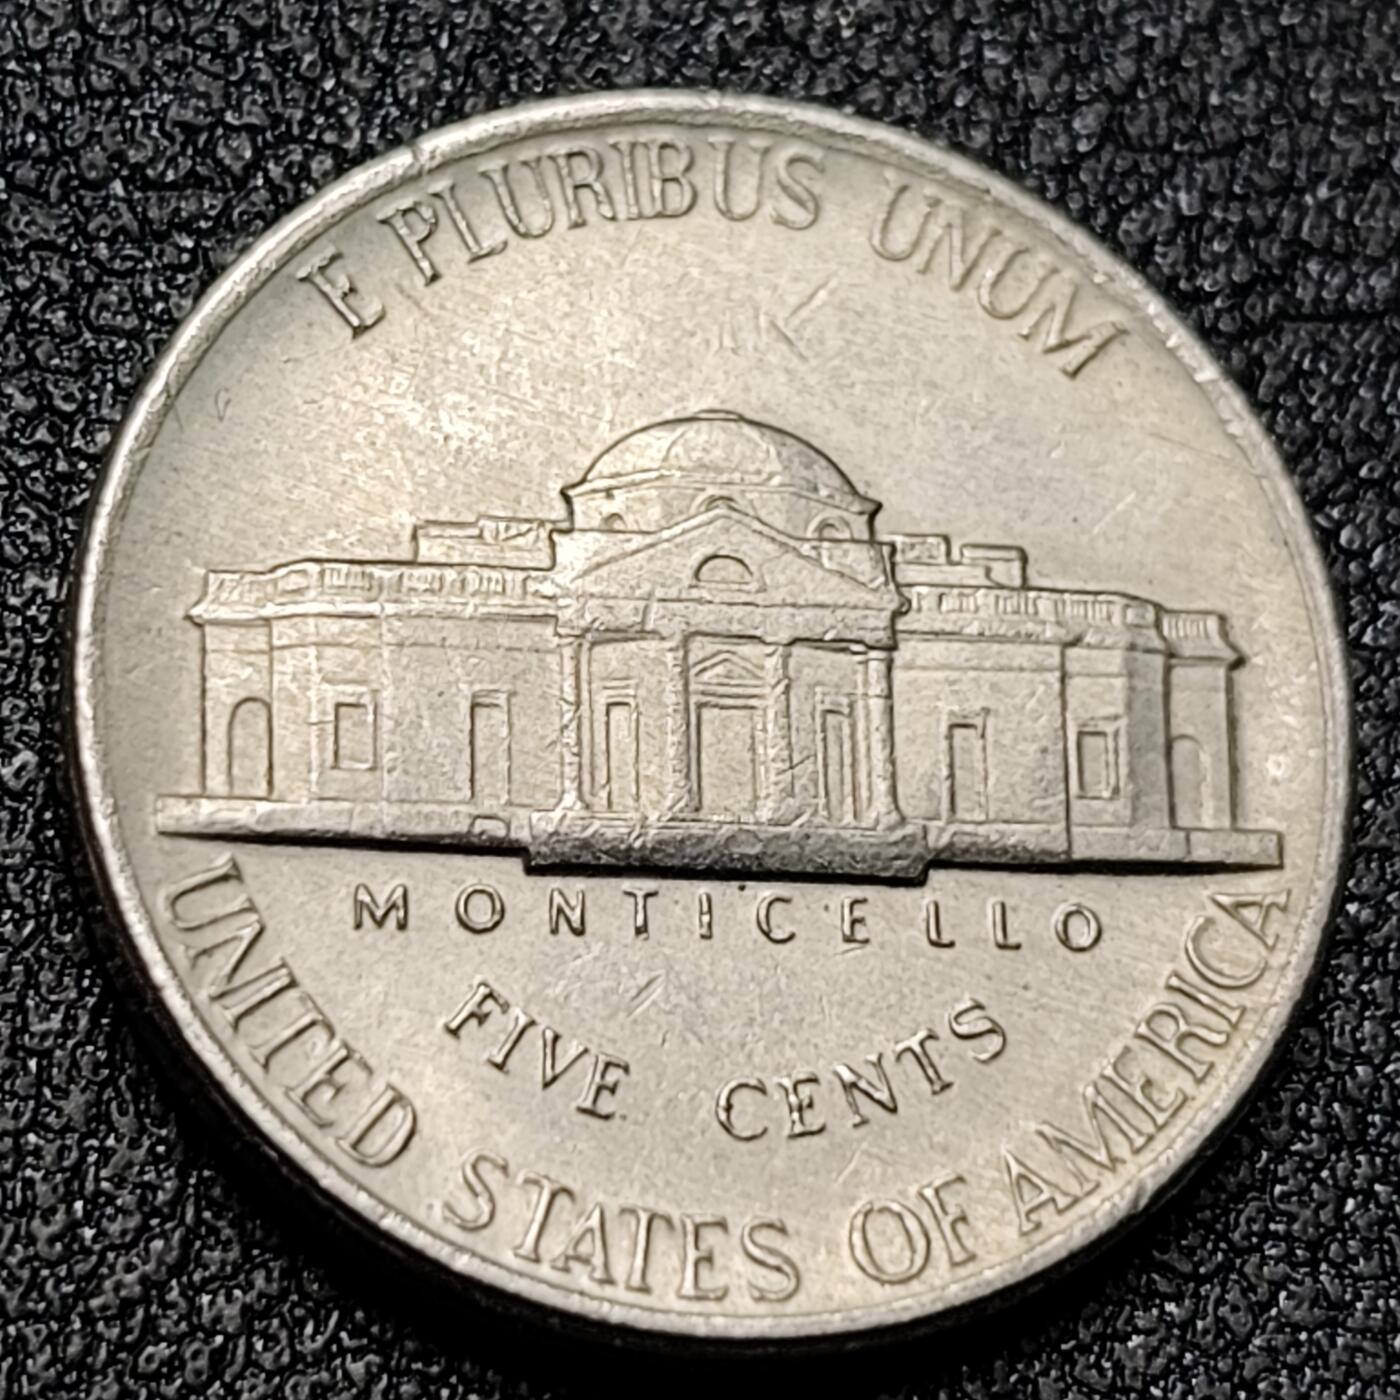 E PLURIBUS UNUM
MONTICELLO
FIVE CENTS
UNITED STATES OF AMERICA